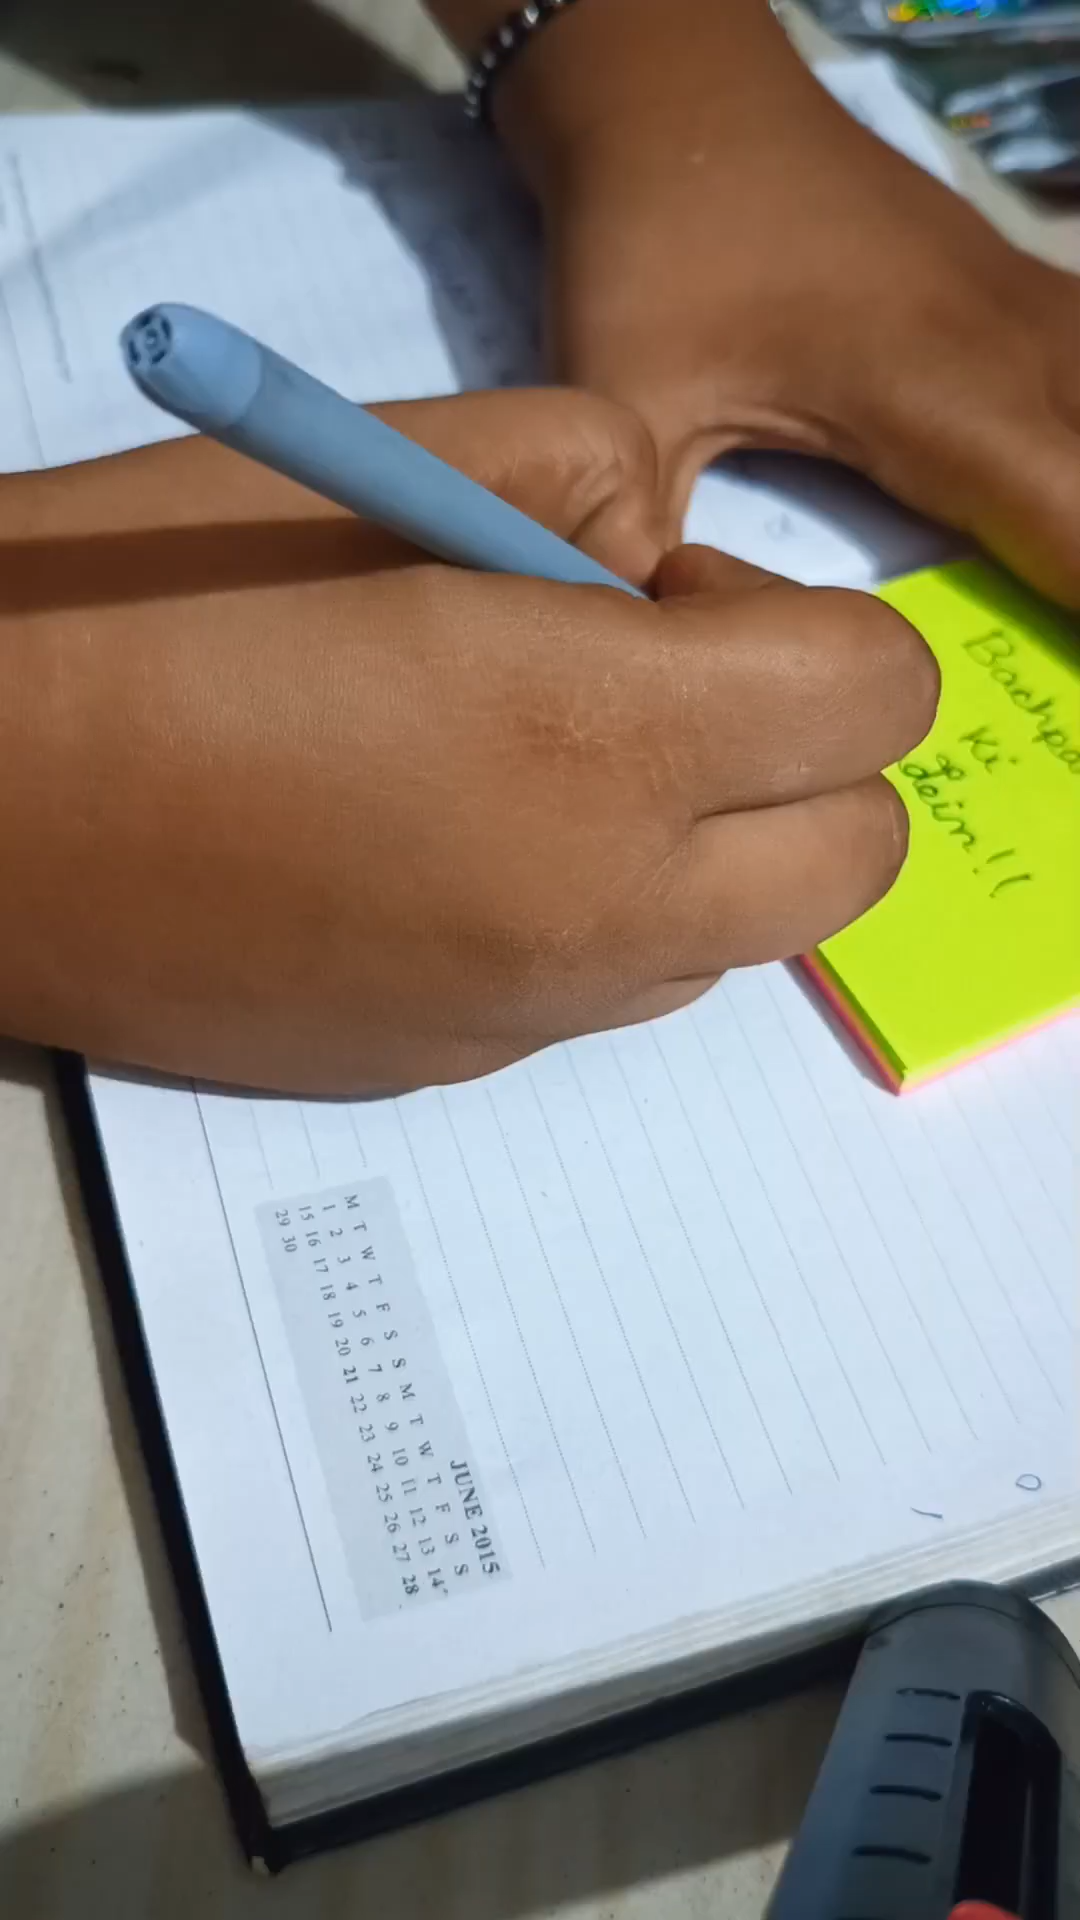 Bachpa
Ki
dein!!
JUNE 2015
M T W T F S S M T W T F S S
1 2 3 4 5 6 7 8 9 10 11 12 13 14
15 16 17 18 19 20 21 22 23 24 25 26 27 28
29 30